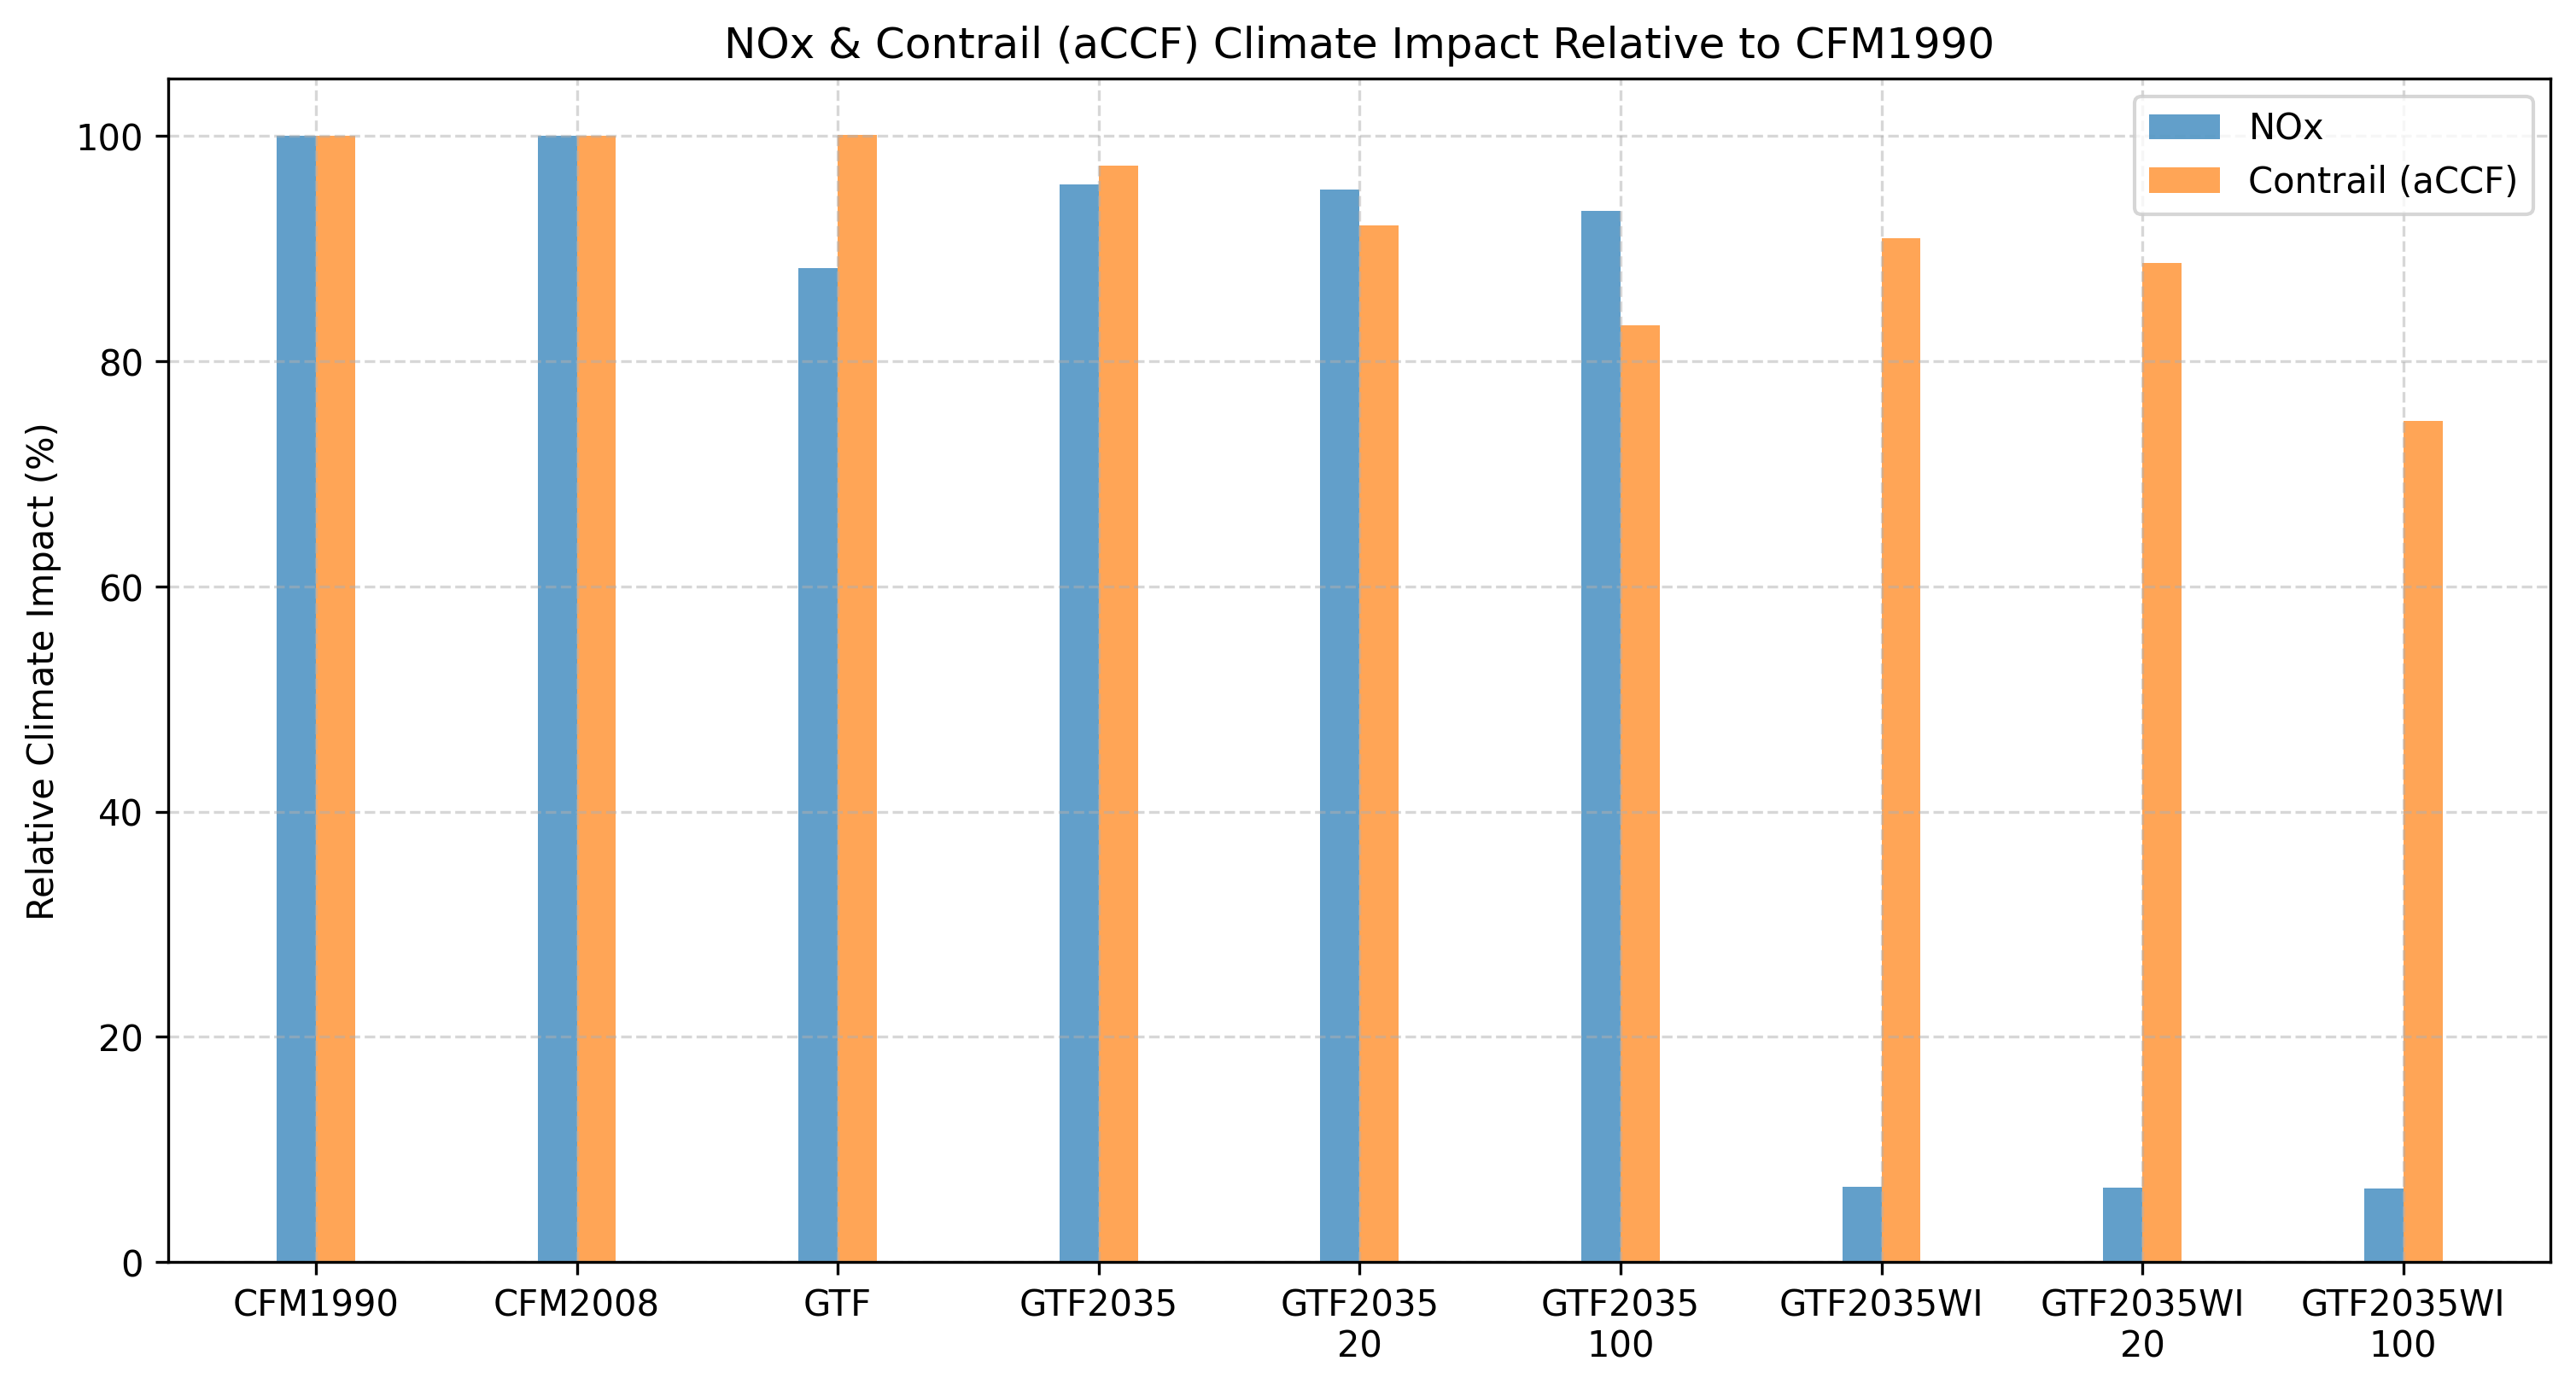 NOx & Contrail (aCCF) Climate Impact Relative to CFM1990
NOx
Contrail (aCCF)
Relative Climate Impact (%)
100
80
60
40
20
0
CFM1990 CFM2008 GTF GTF2035 GTF2035 GTF2035 GTF2035WI GTF2035WI GTF2035WI
20 100 20 100